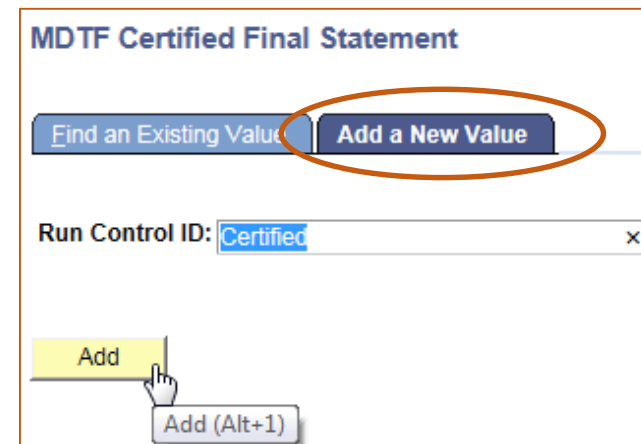 MDTF Certified Final Statement
Find an Existing Value Add a New Value
Run Control ID: Certified ×
Add
Add (Alt+1)